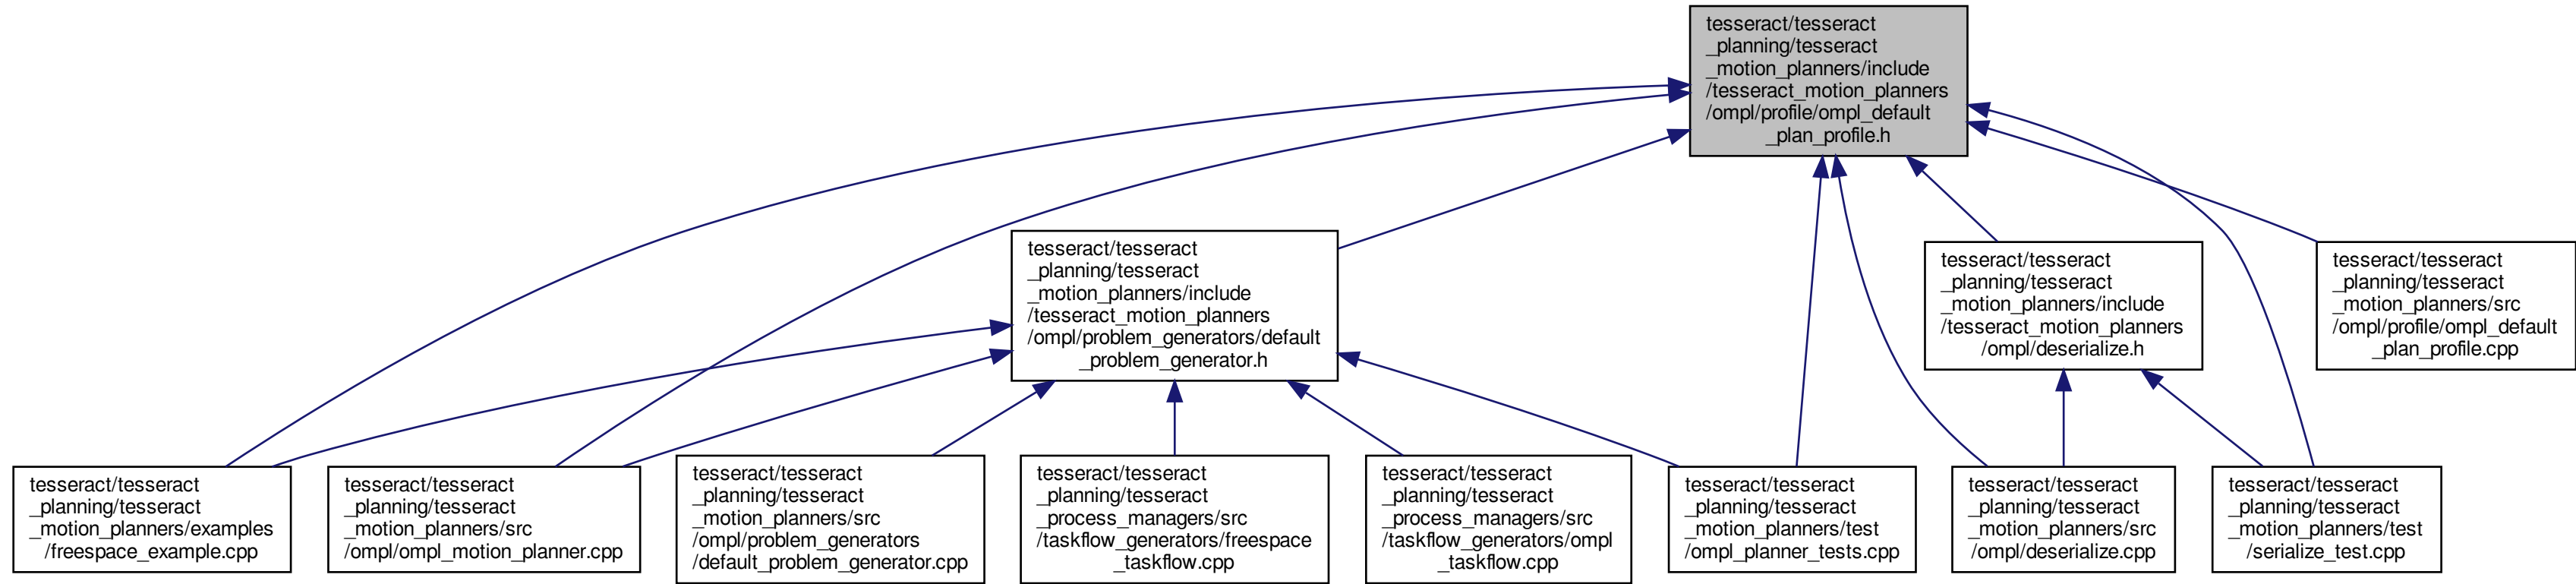 tesseract/tesseract
_planning/tesseract
_motion_planners/include
/tesseract_motion_planners
/ompl/profile/ompl_default
_plan_profile.h
tesseract/tesseract
_planning/tesseract
_motion_planners/include
/tesseract_motion_planners
/ompl/problem_generators/default
_problem_generator.h
tesseract/tesseract
_planning/tesseract
_motion_planners/include
/tesseract_motion_planners
/ompl/deserialize.h
tesseract/tesseract
_planning/tesseract
_motion_planners/src
/ompl/profile/ompl_default
_plan_profile.cpp
tesseract/tesseract
_planning/tesseract
_motion_planners/examples
/freespace_example.cpp
tesseract/tesseract
_planning/tesseract
_motion_planners/src
/ompl/ompl_motion_planner.cpp
tesseract/tesseract
_planning/tesseract
_motion_planners/src
/ompl/problem_generators
/default_problem_generator.cpp
tesseract/tesseract
_planning/tesseract
_process_managers/src
/taskflow_generators/freespace
_taskflow.cpp
tesseract/tesseract
_planning/tesseract
_process_managers/src
/taskflow_generators/ompl
_taskflow.cpp
tesseract/tesseract
_planning/tesseract
_motion_planners/test
/ompl_planner_tests.cpp
tesseract/tesseract
_planning/tesseract
_motion_planners/src
/ompl/deserialize.cpp
tesseract/tesseract
_planning/tesseract
_motion_planners/test
/serialize_test.cpp